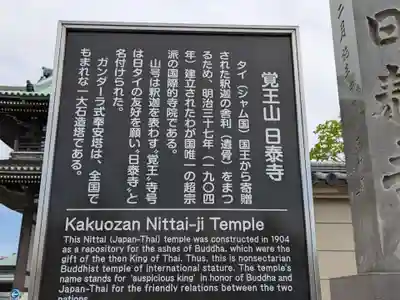 覚王山 日泰寺
タイ(シャム国)国王から寄贈
された釈迦の舎利(遺骨)をまつ
るため、明治三十七年(一九〇四
年)建立されたわが国唯一の超宗
派の国際的寺院である。
山号は釈迦を表わす〝覚王〟寺号
は日タイの友好を願い〝日泰寺〟と
名付けられた。
ガンダーラ式奉安塔は、全国で
もまれな一大石造塔である。
Kakuozan Nittai-ji Temple
This Nittai (Japan-Thai) temple was constructed in 1904
as a repository for the ashes of Buddha, which were the
gift of the then King of Thai. Thus, this is nonsectarian
Buddhist temple of international stature. The temple's
name stands for "auspicious king" in honor of Buddha and
Japan-Thai for the friendly relations between the two
nations.
日泰寺